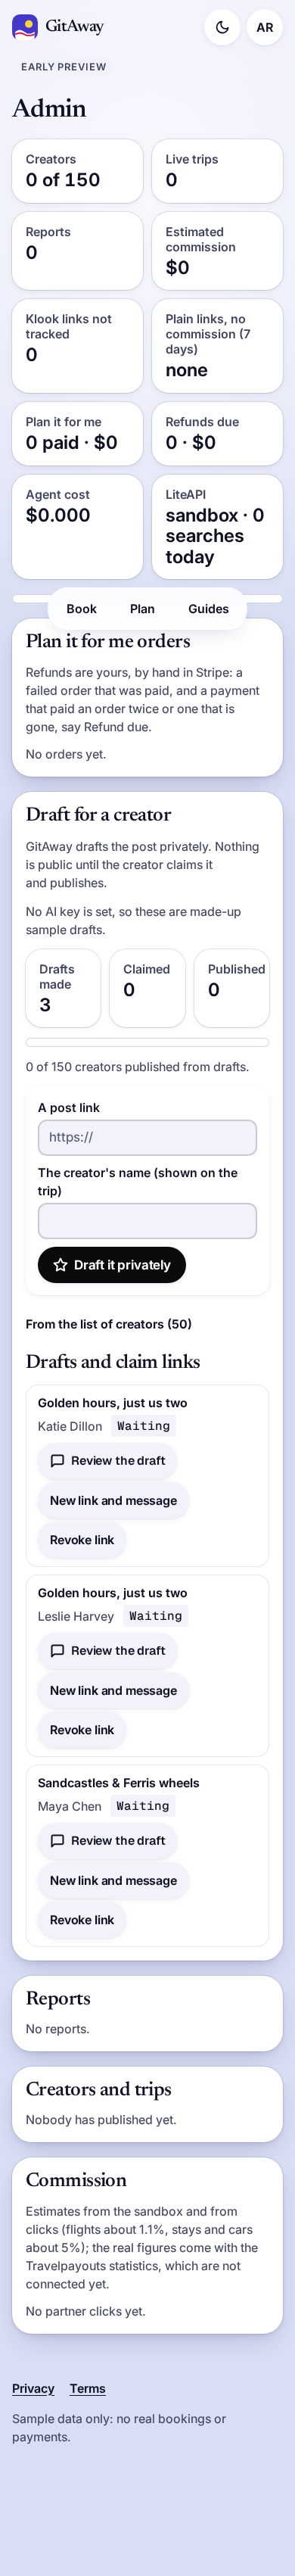 GitAway
AR
EARLY PREVIEW
Admin
Creators
0 of 150
Live trips
0
Reports
0
Estimated
commission
$0
Klook links not
tracked
0
Plain links, no
commission (7
days)
none
Plan it for me
0 paid · $0
Refunds due
0 · $0
Agent cost
$0.000
LiteAPI
sandbox · 0
searches
today
Book
Plan
Guides
Plan it for me orders
Refunds are yours, by hand in Stripe: a
failed order that was paid, and a payment
that paid an order twice or one that is
gone, say Refund due.
No orders yet.
Draft for a creator
GitAway drafts the post privately. Nothing
is public until the creator claims it
and publishes.
No AI key is set, so these are made-up
sample drafts.
Drafts
made
3
Claimed
0
Published
0
0 of 150 creators published from drafts.
A post link
https://
The creator's name (shown on the
trip)
Draft it privately
From the list of creators (50)
Drafts and claim links
Golden hours, just us two
Katie Dillon Waiting
Review the draft
New link and message
Revoke link
Golden hours, just us two
Leslie Harvey Waiting
Review the draft
New link and message
Revoke link
Sandcastles & Ferris wheels
Maya Chen Waiting
Review the draft
New link and message
Revoke link
Reports
No reports.
Creators and trips
Nobody has published yet.
Commission
Estimates from the sandbox and from
clicks (flights about 1.1%, stays and cars
about 5%); the real figures come with the
Travelpayouts statistics, which are not
connected yet.
No partner clicks yet.
Privacy Terms
Sample data only: no real bookings or
payments.